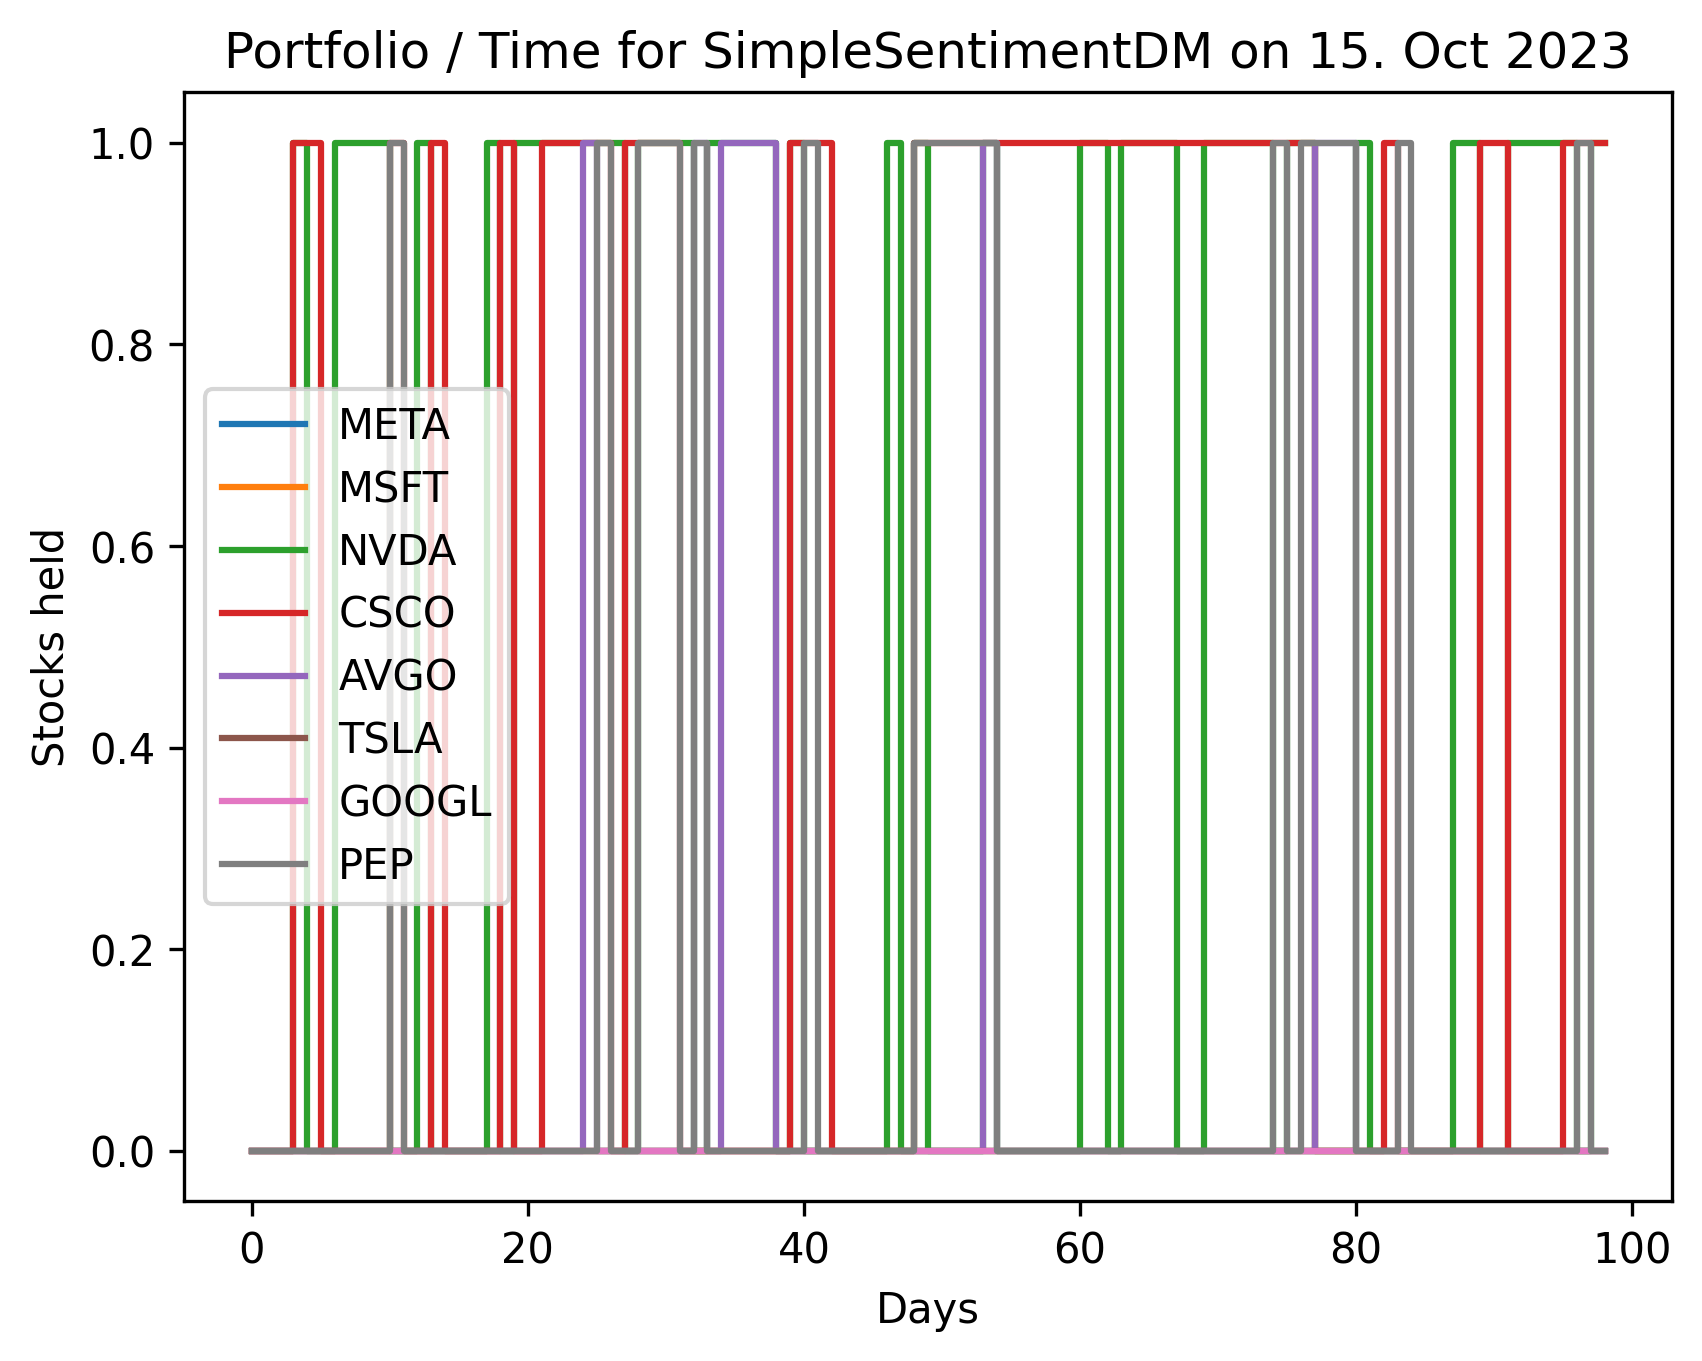 Portfolio / Time for SimpleSentimentDM on 15. Oct 2023
1.0
0.8
0.6
0.4
0.2
0.0
Stocks held
META
MSFT
NVDA
CSCO
AVGO
TSLA
GOOGL
PEP
0 20 40 60 80 100
Days